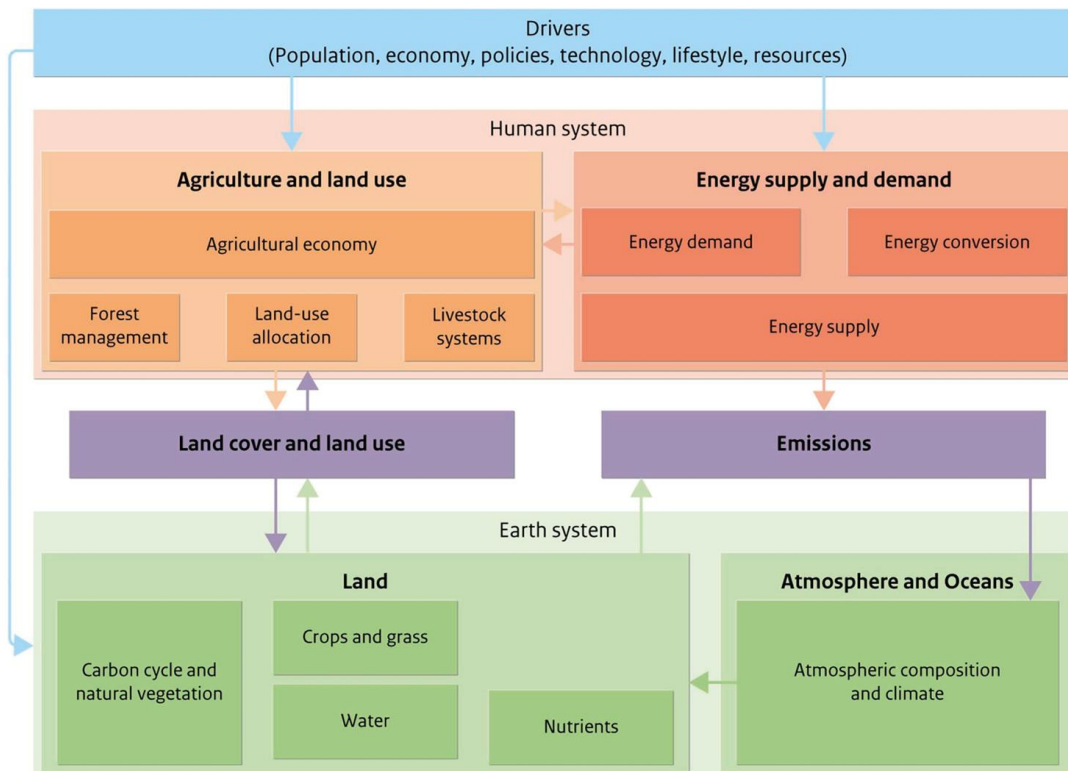 Drivers
(Population, economy, policies, technology, lifestyle, resources)
Human system
Agriculture and land use
Agricultural economy
Forest
management
Land-use
allocation
Livestock
systems
Energy supply and demand
Energy demand
Energy conversion
Energy supply
Land cover and land use
Emissions
Earth system
Land
Carbon cycle and
natural vegetation
Crops and grass
Water
Nutrients
Atmosphere and Oceans
Atmospheric composition
and climate